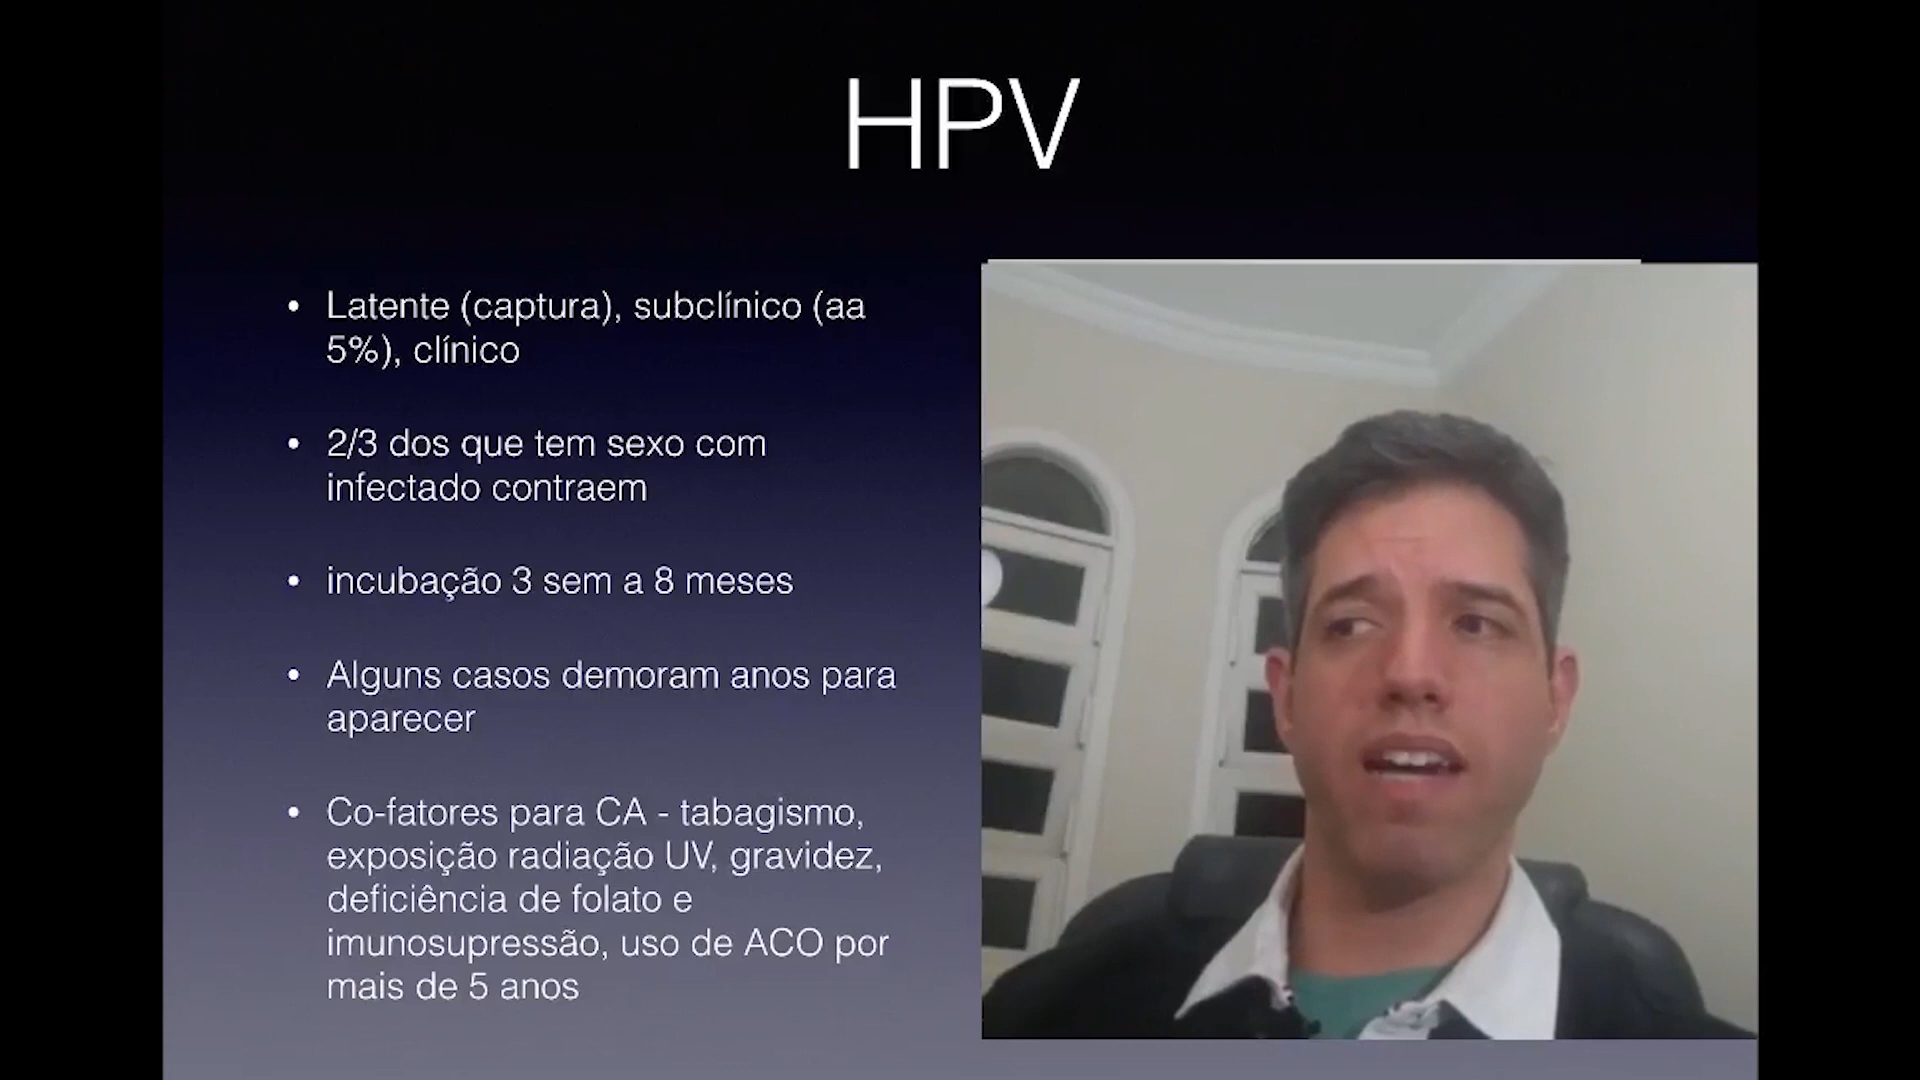 HPV
• Latente (captura), subclínico (aa
5%), clínico
• 2/3 dos que tem sexo com
infectado contraem
• incubação 3 sem a 8 meses
• Alguns casos demoram anos para
aparecer
• Co-fatores para CA - tabagismo,
exposição radiação UV, gravidez,
deficiência de folato e
imunosupressão, uso de ACO por
mais de 5 anos